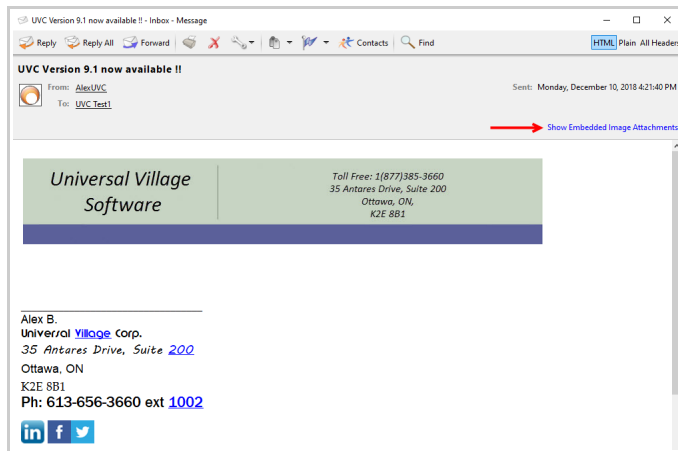 UVC Version 9.1 now available !! - Inbox - Message
Reply Reply All Forward Contacts Find HTML Plain All Headers
UVC Version 9.1 now available !!
From: AlexUVC Sent: Monday, December 10, 2018 4:21:40 PM
To: UVC Test1
Show Embedded Image Attachments
Universal Village
Software
Toll Free: 1(877)385-3660
35 Antares Drive, Suite 200
Ottawa, ON,
K2E 8B1
Alex B.
Universal Village Corp.
35 Antares Drive, Suite 200
Ottawa, ON
K2E 8B1
Ph: 613-656-3660 ext 1002
in f